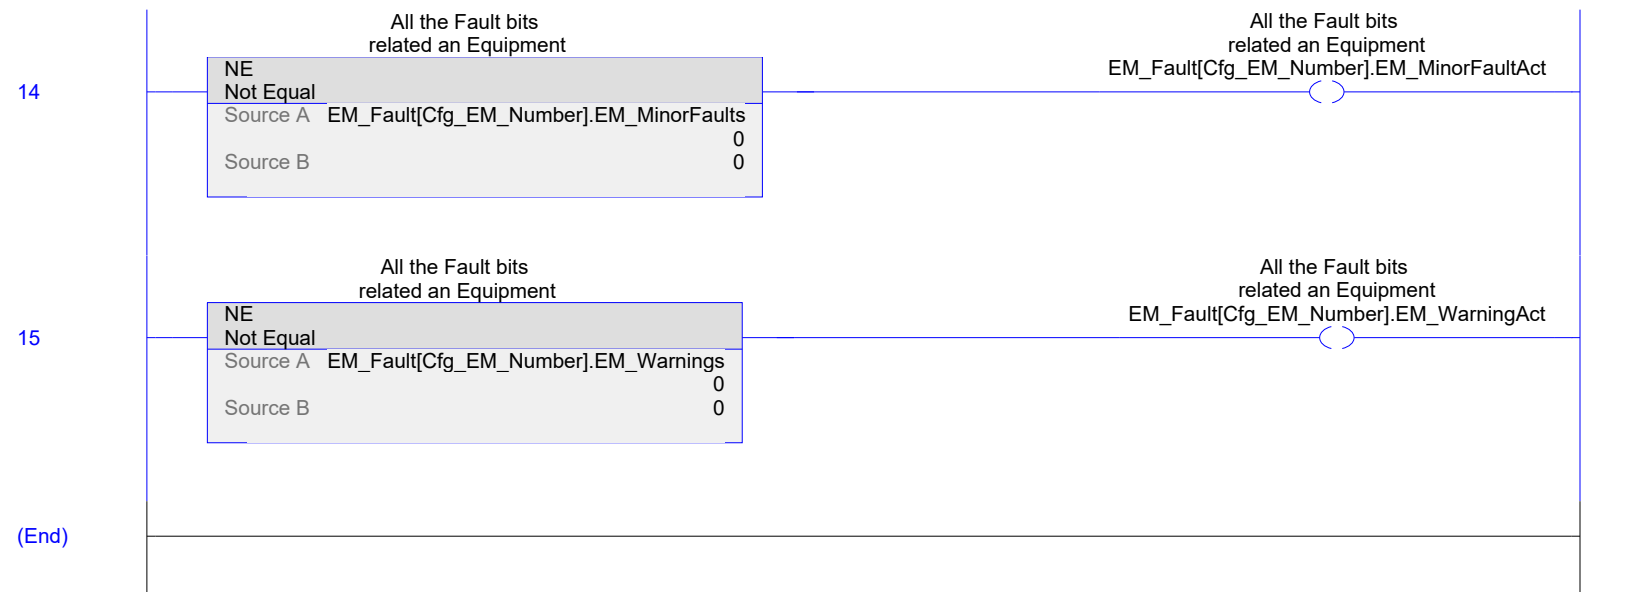 All the Fault bits
related an Equipment
All the Fault bits
related an Equipment
EM_Fault[Cfg_EM_Number].EM_MinorFaultAct
14
NE
Not Equal
Source A EM_Fault[Cfg_EM_Number].EM_MinorFaults
0
Source B 0
All the Fault bits
related an Equipment
All the Fault bits
related an Equipment
EM_Fault[Cfg_EM_Number].EM_WarningAct
15
NE
Not Equal
Source A EM_Fault[Cfg_EM_Number].EM_Warnings
0
Source B 0
(End)